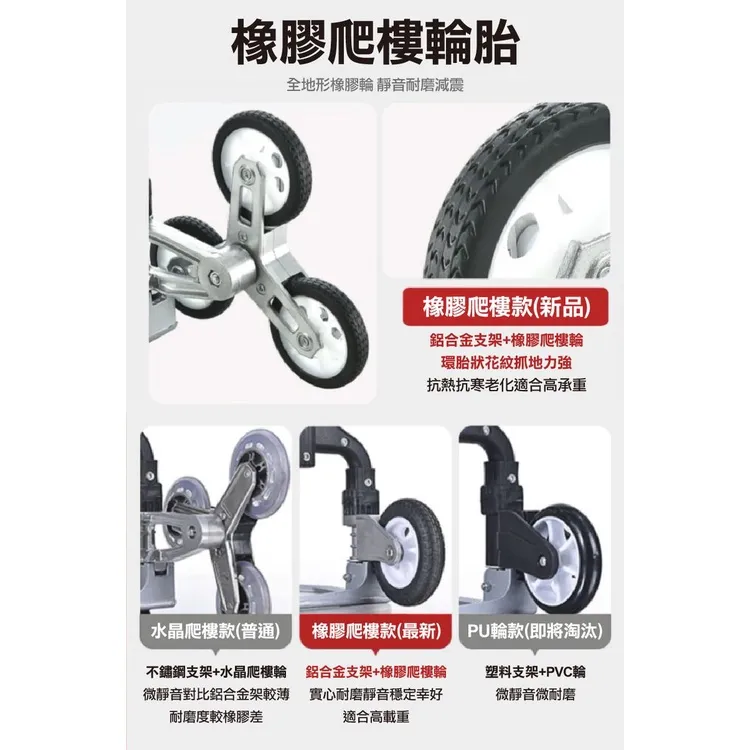 橡膠爬樓輪胎
全地形橡膠輪 靜音耐磨減震
橡膠爬樓款(新品)
鋁合金支架+橡膠爬樓輪
環胎狀花紋抓地力強
抗熱抗寒老化適合高承重
水晶爬樓款(普通)
不鏽鋼支架+水晶爬樓輪
微靜音對比鋁合金架較薄
耐磨度較橡膠差
橡膠爬樓款(最新)
鋁合金支架+橡膠爬樓輪
實心耐磨靜音穩定幸好
適合高載重
PU輪款(即將淘汰)
塑料支架+PVC輪
微靜音微耐磨